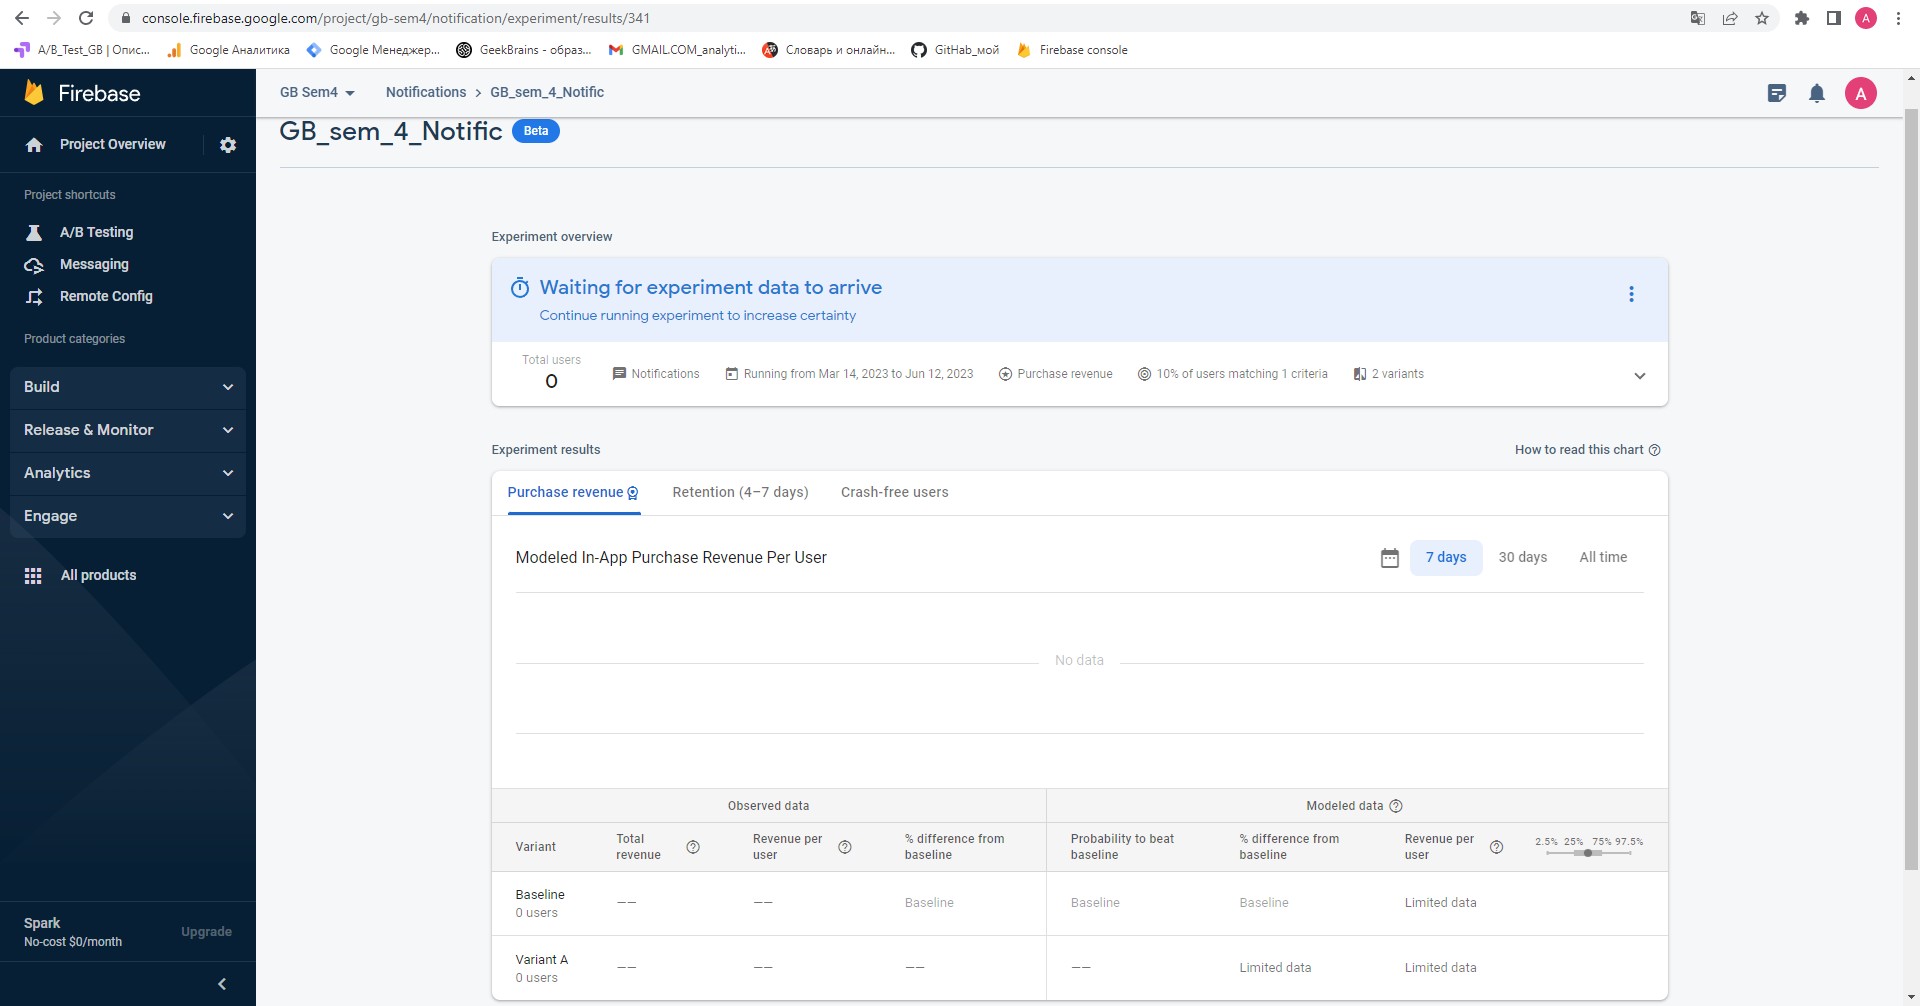 console.firebase.google.com/project/gb-sem4/notification/experiment/results/341
A
A/B_Test_GB | Опис...
Google Аналитика
Google Менеджер...
GeekBrains - образ...
GMAIL.COM_analyti...
Словарь и онлайн...
GitHab_мой
Firebase console
Firebase
GB Sem4
Notifications > GB_sem_4_Notific
A
GB_sem_4_Notific Beta
Project Overview
Project shortcuts
A/B Testing
Messaging
Remote Config
Product categories
Build
Release & Monitor
Analytics
Engage
All products
Spark
No-cost $0/month
Upgrade
Experiment overview
Waiting for experiment data to arrive
Continue running experiment to increase certainty
Total users
0
Notifications
Running from Mar 14, 2023 to Jun 12, 2023
Purchase revenue
10% of users matching 1 criteria
2 variants
Experiment results
How to read this chart
Purchase revenue
Retention (4–7 days)
Crash-free users
Modeled In-App Purchase Revenue Per User
7 days
30 days
All time
No data
Observed data
Modeled data
Variant
Total revenue
Revenue per user
% difference from baseline
Probability to beat baseline
% difference from baseline
Revenue per user
2.5% 25% 75% 97.5%
Baseline
0 users
—— —— Baseline Baseline Baseline Limited data
Variant A
0 users
—— —— —— —— Limited data Limited data